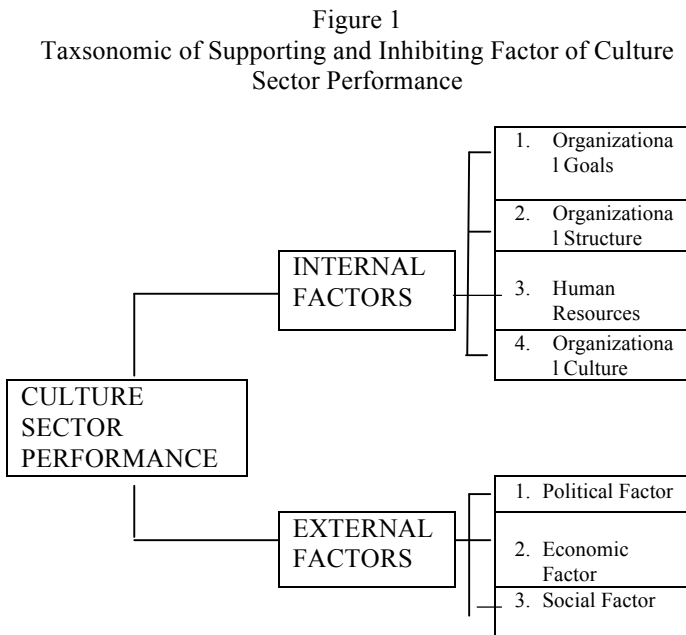 Figure 1
Taxsonomic of Supporting and Inhibiting Factor of Culture
Sector Performance
1. Organizationa
l Goals
2. Organizationa
l Structure
INTERNAL
FACTORS
3. Human
Resources
4. Organizationa
l Culture
CULTURE
SECTOR
PERFORMANCE
1. Political Factor
EXTERNAL
FACTORS
2. Economic
Factor
3. Social Factor